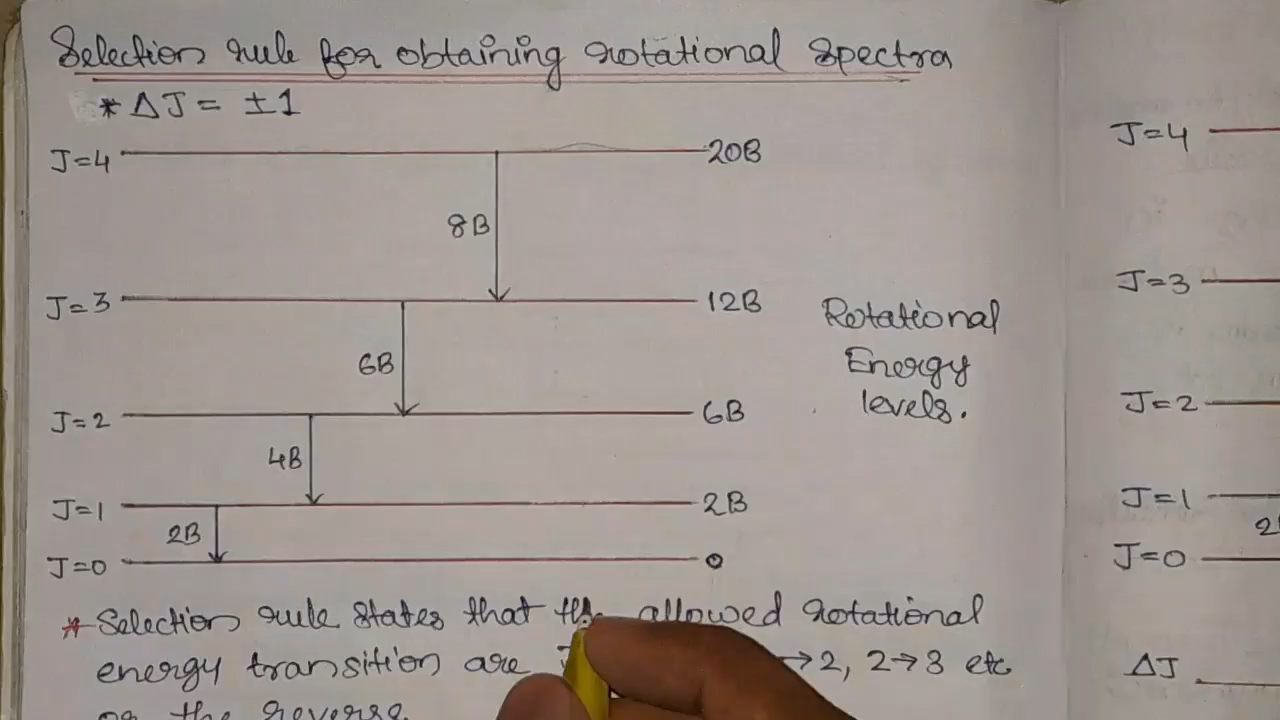 Selection rule for obtaining rotational spectra
* ΔJ = ±1
J=4 20B
8B
J=3 12B
6B
Rotational
Energy
levels.
J=2 6B
4B
J=1 2B
2B
J=0 0
* Selection rule states that allowed rotational
energy transition are →2, 2→3 etc.
or the reverse.
J=4
J=3
J=2
J=1
J=0
ΔJ